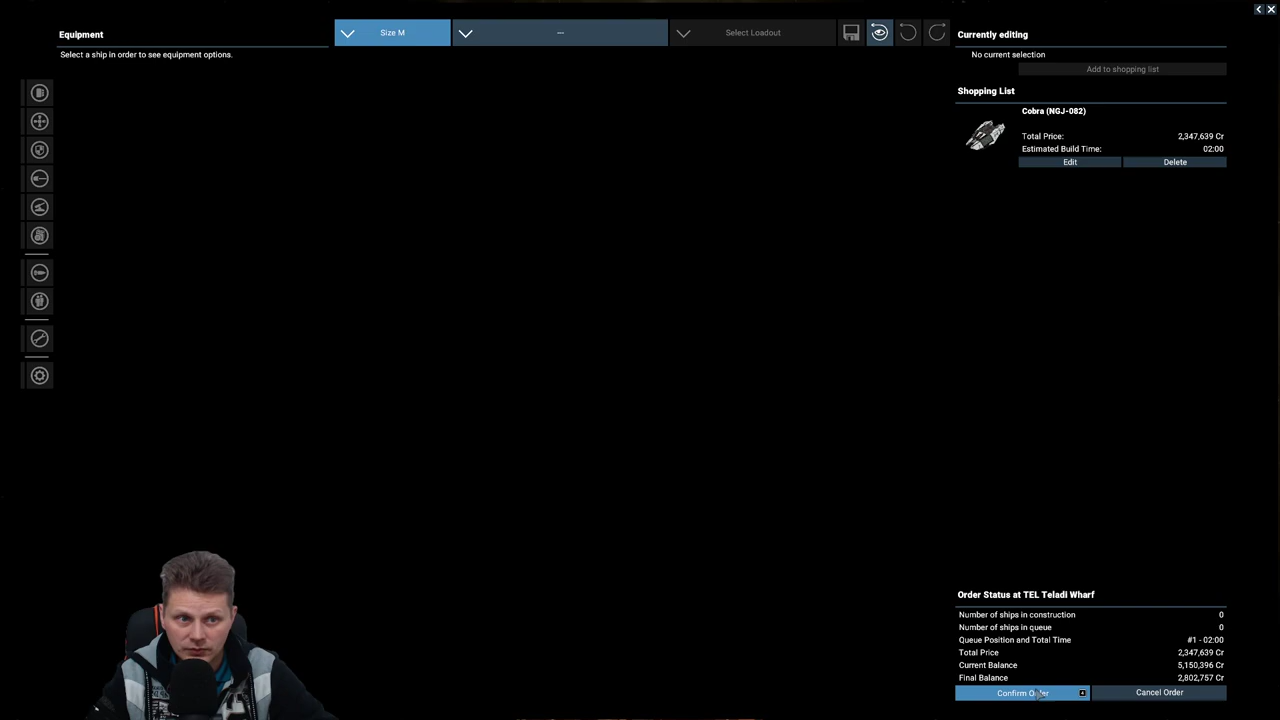 Equipment
Select a ship in order to see equipment options.
Size M
---
Select Loadout
Currently editing
No current selection
Add to shopping list
Shopping List
Cobra (NGJ-082)
Total Price: 2,347,639 Cr
Estimated Build Time: 02:00
Edit Delete
Order Status at TEL Teladi Wharf
Number of ships in construction 0
Number of ships in queue 0
Queue Position and Total Time #1 - 02:00
Total Price 2,347,639 Cr
Current Balance 5,150,396 Cr
Final Balance 2,802,757 Cr
Confirm Order Cancel Order